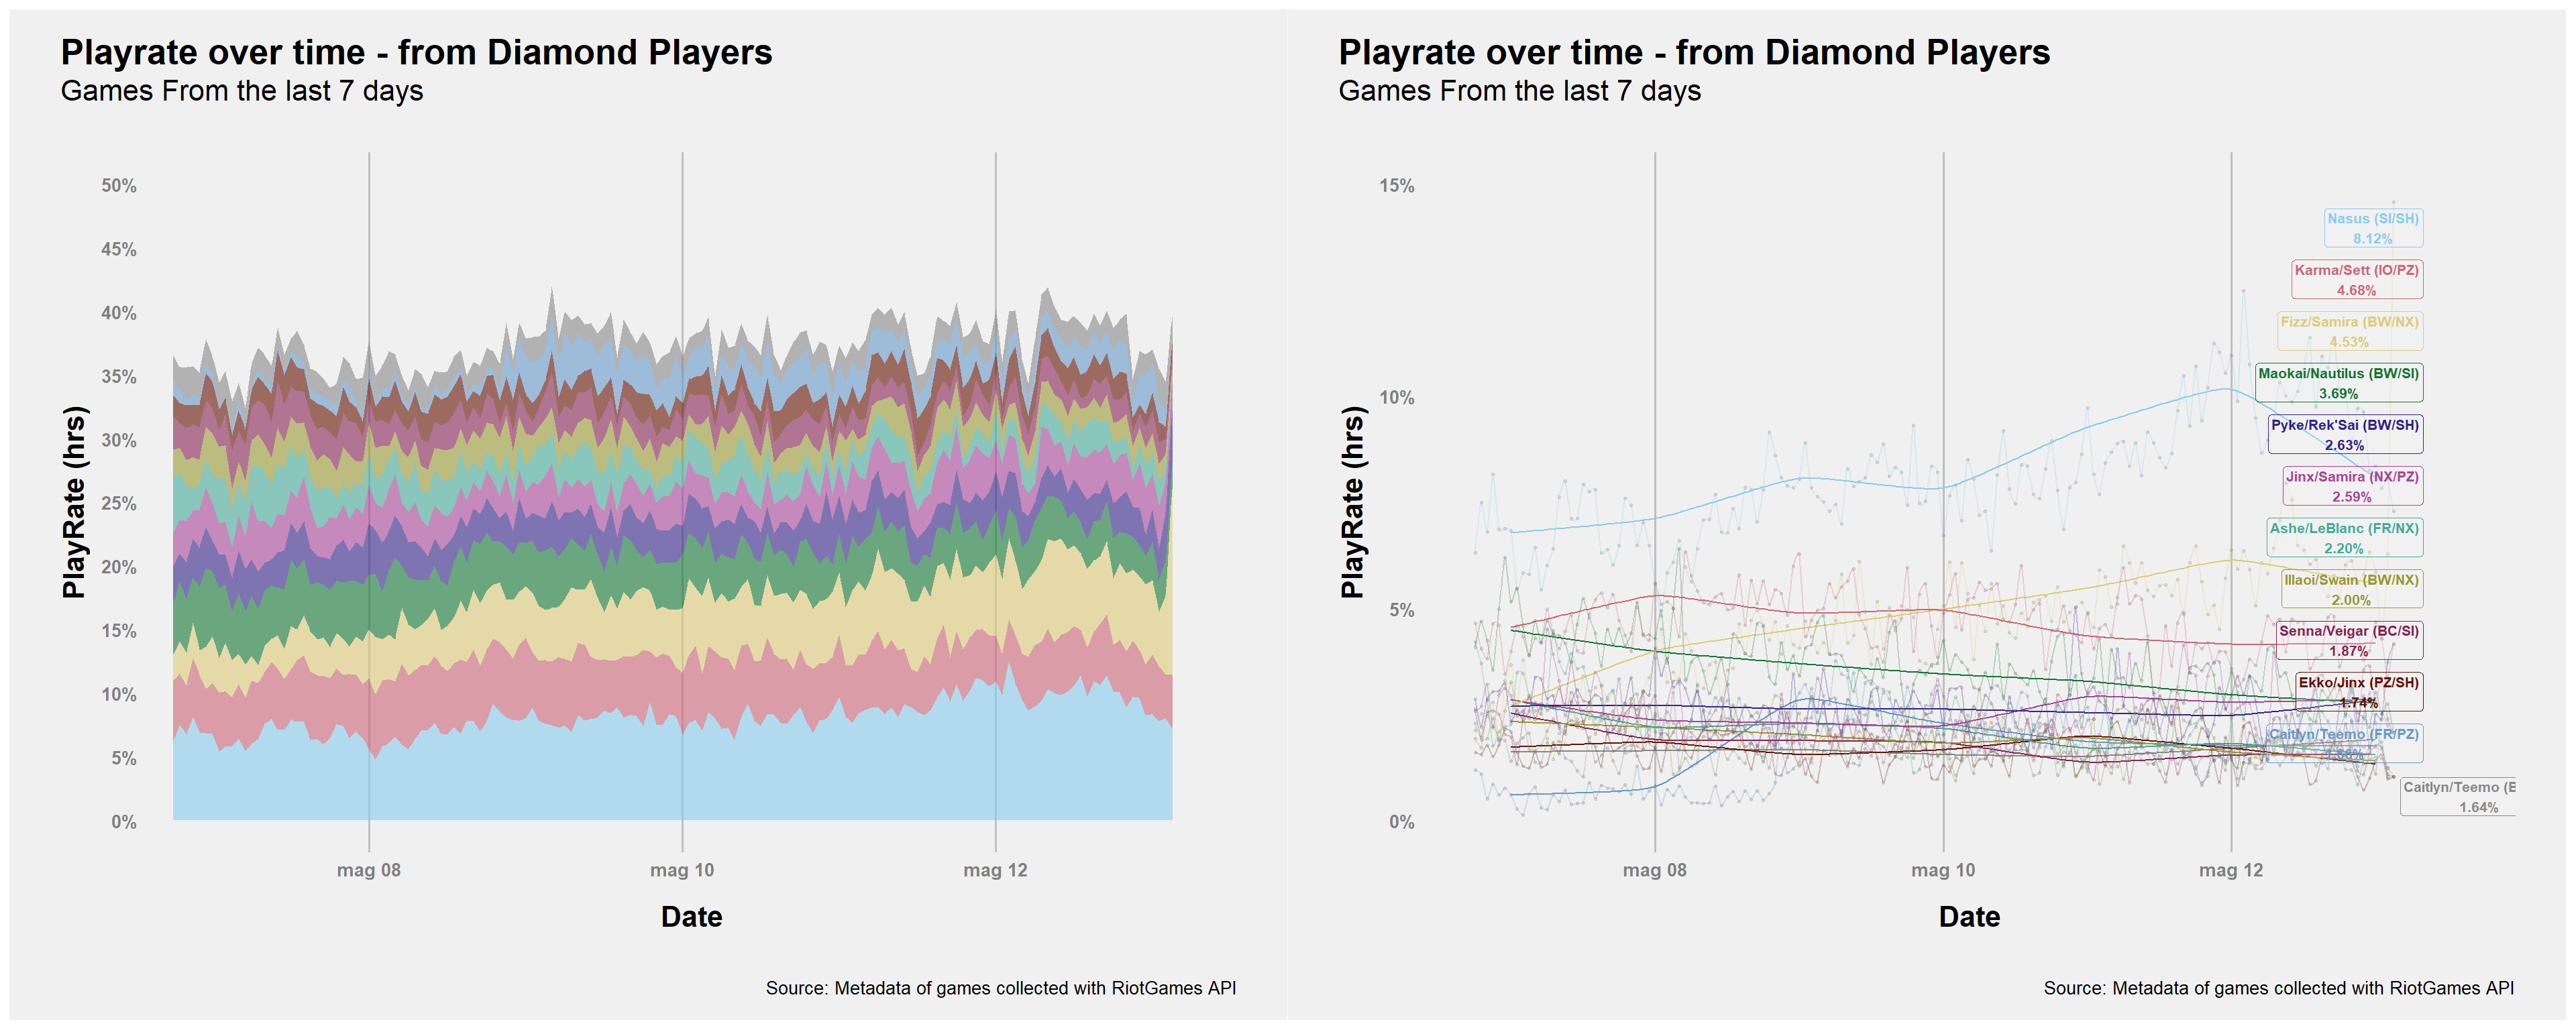 Playrate over time - from Diamond Players
Games From the last 7 days
PlayRate (hrs)
50%
45%
40%
35%
30%
25%
20%
15%
10%
5%
0%
mag 08
mag 10
mag 12
Date
Source: Metadata of games collected with RiotGames API
Playrate over time - from Diamond Players
Games From the last 7 days
PlayRate (hrs)
15%
10%
5%
0%
Nasus (SI/SH)
8.12%
Karma/Sett (IO/PZ)
4.68%
Fizz/Samira (BW/NX)
4.53%
Maokai/Nautilus (BW/SI)
3.69%
Pyke/Rek'Sai (BW/SH)
2.63%
Jinx/Samira (NX/PZ)
2.59%
Ashe/LeBlanc (FR/NX)
2.20%
Illaoi/Swain (BW/NX)
2.00%
Senna/Veigar (BC/SI)
1.87%
Ekko/Jinx (PZ/SH)
1.74%
Caitlyn/Teemo (FR/PZ)
Caitlyn/Teemo (
1.64%
mag 08
mag 10
mag 12
Date
Source: Metadata of games collected with RiotGames API